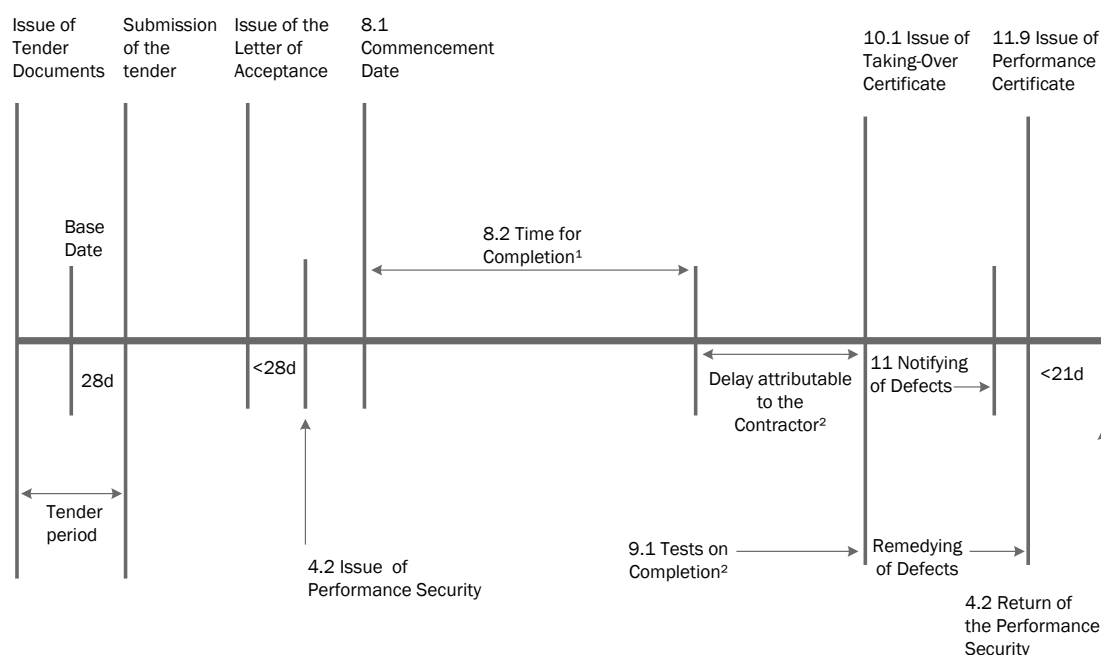 Issue of
Tender
Documents
Submission
of the
tender
Issue of the
Letter of
Acceptance
8.1
Commencement
Date
10.1 Issue of
Taking-Over
Certificate
11.9 Issue of
Performance
Certificate
Base
Date
8.2 Time for
Completion¹
28d
<28d
Delay attributable
to the
Contractor²
11 Notifying
of Defects
<21d
Tender
period
4.2 Issue of
Performance Security
9.1 Tests on
Completion²
Remedying
of Defects
4.2 Return of
the Performance
Security